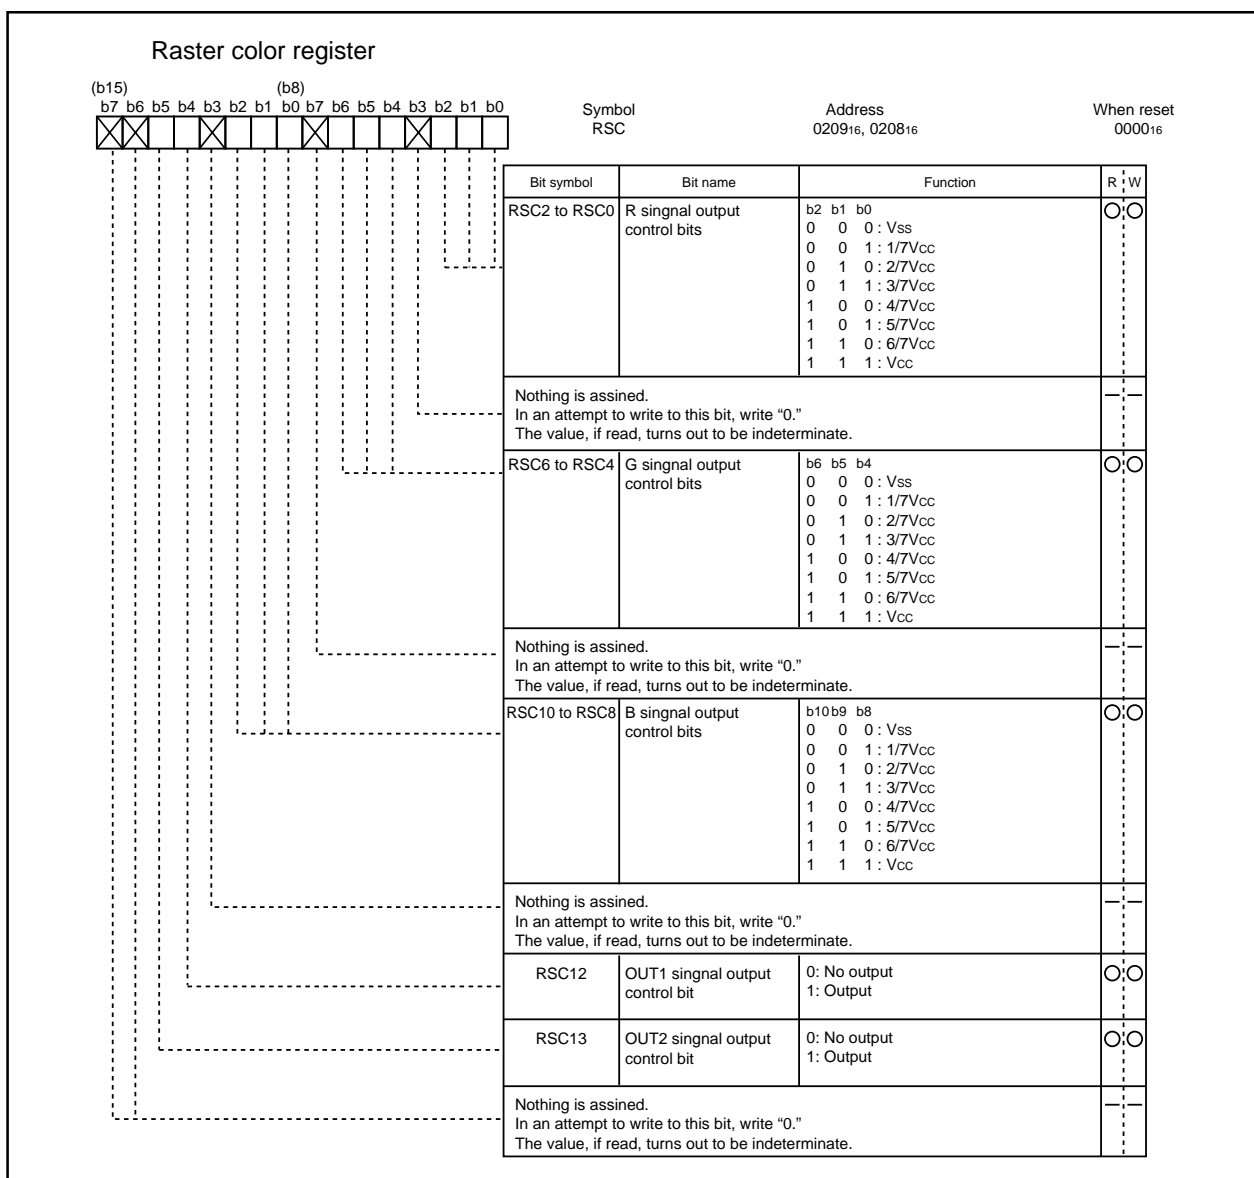 Raster color register
(b15) (b8)
b7 b6 b5 b4 b3 b2 b1 b0 b7 b6 b5 b4 b3 b2 b1 b0
Symbol Address When reset
RSC 020916, 020816 000016
Bit symbol Bit name Function R W
RSC2 to RSC0 R singnal output b2 b1 b0
control bits 0 0 0 : Vss
0 0 1 : 1/7Vcc
0 1 0 : 2/7Vcc
0 1 1 : 3/7Vcc
1 0 0 : 4/7Vcc
1 0 1 : 5/7Vcc
1 1 0 : 6/7Vcc
1 1 1 : Vcc
Nothing is assined.
In an attempt to write to this bit, write “0.”
The value, if read, turns out to be indeterminate.
RSC6 to RSC4 G singnal output b6 b5 b4
control bits 0 0 0 : Vss
0 0 1 : 1/7Vcc
0 1 0 : 2/7Vcc
0 1 1 : 3/7Vcc
1 0 0 : 4/7Vcc
1 0 1 : 5/7Vcc
1 1 0 : 6/7Vcc
1 1 1 : Vcc
Nothing is assined.
In an attempt to write to this bit, write “0.”
The value, if read, turns out to be indeterminate.
RSC10 to RSC8 B singnal output b10 b9 b8
control bits 0 0 0 : Vss
0 0 1 : 1/7Vcc
0 1 0 : 2/7Vcc
0 1 1 : 3/7Vcc
1 0 0 : 4/7Vcc
1 0 1 : 5/7Vcc
1 1 0 : 6/7Vcc
1 1 1 : Vcc
Nothing is assined.
In an attempt to write to this bit, write “0.”
The value, if read, turns out to be indeterminate.
RSC12 OUT1 singnal output 0: No output
control bit 1: Output
RSC13 OUT2 singnal output 0: No output
control bit 1: Output
Nothing is assined.
In an attempt to write to this bit, write “0.”
The value, if read, turns out to be indeterminate.